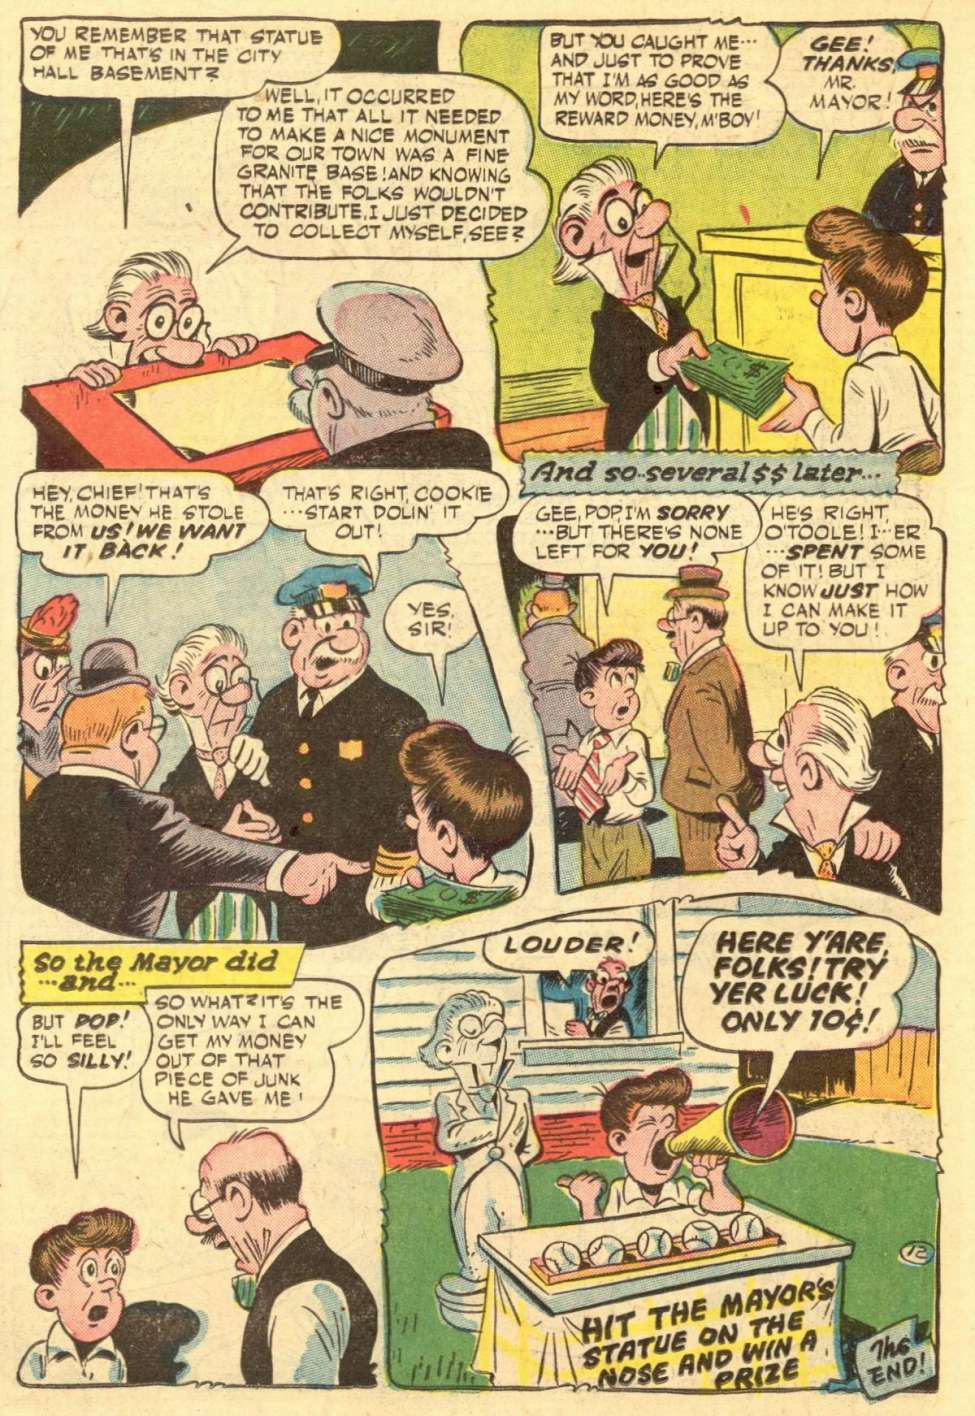 YOU REMEMBER THAT STATUE
OF ME THAT'S IN THE CITY
HALL BASEMENT?
WELL, IT OCCURRED
TO ME THAT ALL IT NEEDED
TO MAKE A NICE MONUMENT
FOR OUR TOWN WAS A FINE
GRANITE BASE! AND KNOWING
THAT THE FOLKS WOULDN'T
CONTRIBUTE, I JUST DECIDED
TO COLLECT MYSELF, SEE?
BUT YOU CAUGHT ME...
AND JUST TO PROVE
THAT I'M AS GOOD AS
MY WORD, HERE'S THE
REWARD MONEY, M'BOY!
GEE!
THANKS,
MR.
MAYOR!
HEY, CHIEF! THAT'S
THE MONEY HE STOLE
FROM US! WE WANT
IT BACK!
THAT'S RIGHT, COOKIE
...START DOLIN' IT
OUT!
YES,
SIR!
And so..several $$ later...
GEE, POP, I'M SORRY
...BUT THERE'S NONE
LEFT FOR YOU!
HE'S RIGHT,
O'TOOLE! I...ER
...SPENT SOME
OF IT! BUT I
KNOW JUST HOW
I CAN MAKE IT
UP TO YOU!
So the Mayor did
...and...
BUT POP!
I'LL FEEL
SO SILLY!
SO WHAT? IT'S THE
ONLY WAY I CAN
GET MY MONEY
OUT OF THAT
PIECE OF JUNK
HE GAVE ME!
LOUDER!
HERE Y'ARE,
FOLKS! TRY
YER LUCK!
ONLY 10¢!
HIT THE MAYOR'S
STATUE ON THE
NOSE AND WIN A
PRIZE
12
The
END!